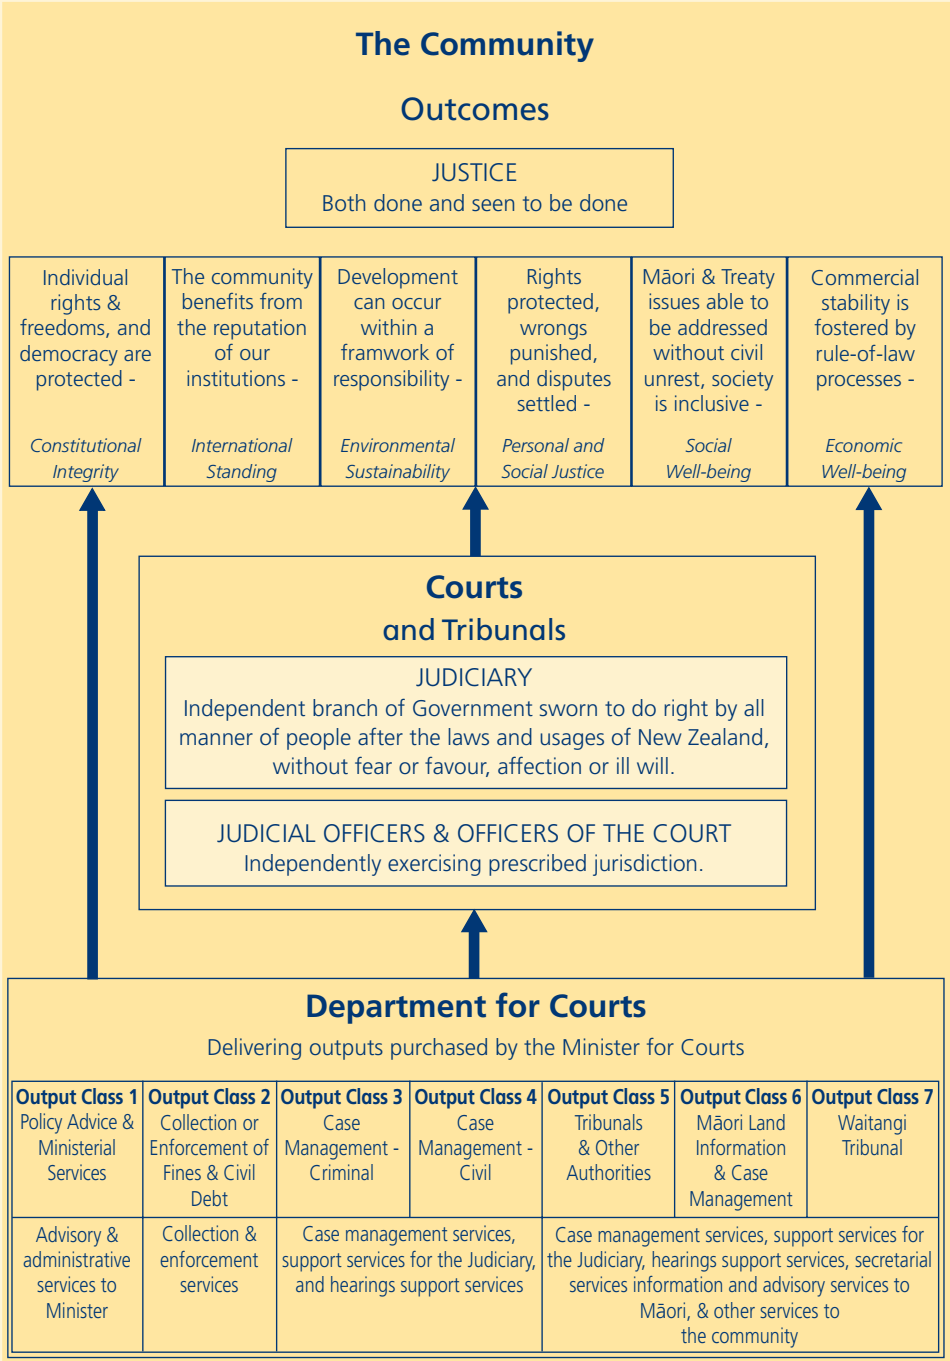 The Community
Outcomes
JUSTICE
Both done and seen to be done
Individual
rights &
freedoms, and
democracy are
protected -
Constitutional
Integrity
The community
benefits from
the reputation
of our
institutions -
International
Standing
Development
can occur
within a
framwork of
responsibility -
Environmental
Sustainability
Rights
protected,
wrongs
punished,
and disputes
settled -
Personal and
Social Justice
Māori & Treaty
issues able to
be addressed
without civil
unrest, society
is inclusive -
Social
Well-being
Commercial
stability is
fostered by
rule-of-law
processes -
Economic
Well-being
Courts
and Tribunals
JUDICIARY
Independent branch of Government sworn to do right by all
manner of people after the laws and usages of New Zealand,
without fear or favour, affection or ill will.
JUDICIAL OFFICERS & OFFICERS OF THE COURT
Independently exercising prescribed jurisdiction.
Department for Courts
Delivering outputs purchased by the Minister for Courts
Output Class 1
Policy Advice &
Ministerial
Services
Output Class 2
Collection or
Enforcement of
Fines & Civil
Debt
Output Class 3
Case
Management -
Criminal
Output Class 4
Case
Management -
Civil
Output Class 5
Tribunals
& Other
Authorities
Output Class 6
Māori Land
Information
& Case
Management
Output Class 7
Waitangi
Tribunal
Advisory &
administrative
services to
Minister
Collection &
enforcement
services
Case management services,
support services for the Judiciary,
and hearings support services
Case management services, support services for
the Judiciary, hearings support services, secretarial
services information and advisory services to
Māori, & other services to
the community